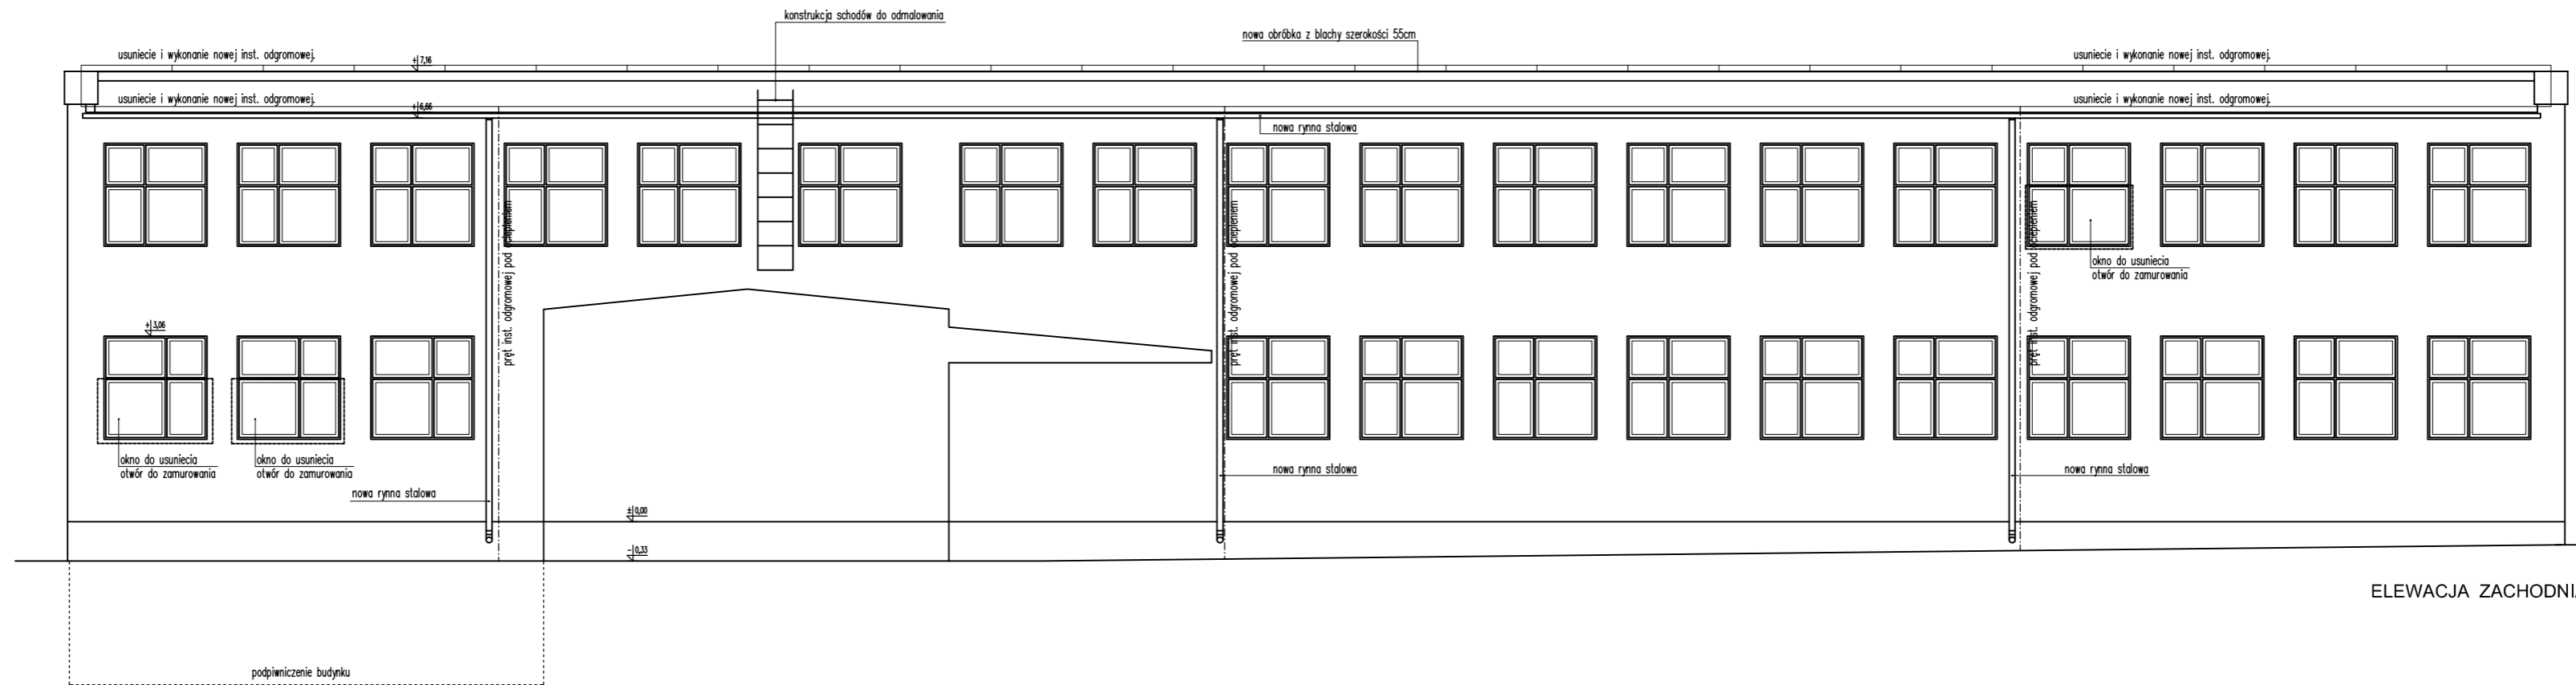 konstrukcja schodów do odmalowania
nowa obróbka z blachy szerokości 55cm
usuniecie i wykonanie nowej inst. odgromowej.
+7,16
usuniecie i wykonanie nowej inst. odgromowej.
usuniecie i wykonanie nowej inst. odgromowej.
+6,66
usuniecie i wykonanie nowej inst. odgromowej.
nowa rynna stalowa
pręt inst. odgromowej pod ociepleniem
pręt inst. odgromowej pod ociepleniem
pręt inst. odgromowej pod ociepleniem
okno do usuniecia
otwór do zamurowania
+3,06
okno do usuniecia
otwór do zamurowania
okno do usuniecia
otwór do zamurowania
nowa rynna stalowa
nowa rynna stalowa
nowa rynna stalowa
±0,00
-0,33
ELEWACJA ZACHODNIA
podpiwniczenie budynku